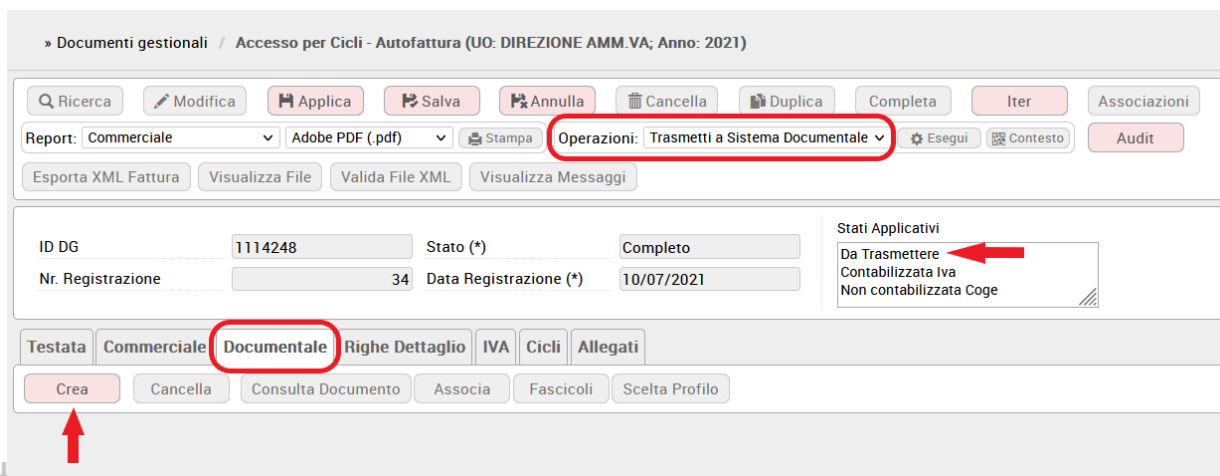 » Documenti gestionali / Accesso per Cicli - Autofattura (UO: DIREZIONE AMM.VA; Anno: 2021)
Ricerca Modifica Applica Salva Annulla Cancella Duplica Completa Iter Associazioni
Report: Commerciale Adobe PDF (.pdf) Stampa Operazioni: Trasmetti a Sistema Documentale Esegui Contesto Audit
Esporta XML Fattura Visualizza File Valida File XML Visualizza Messaggi
Stati Applicativi
ID DG 1114248 Stato (*) Completo Da Trasmettere
Contabilizzata Iva
Nr. Registrazione 34 Data Registrazione (*) 10/07/2021 Non contabilizzata Coge
Testata Commerciale Documentale Righe Dettaglio IVA Cicli Allegati
Crea Cancella Consulta Documento Associa Fascicoli Scelta Profilo